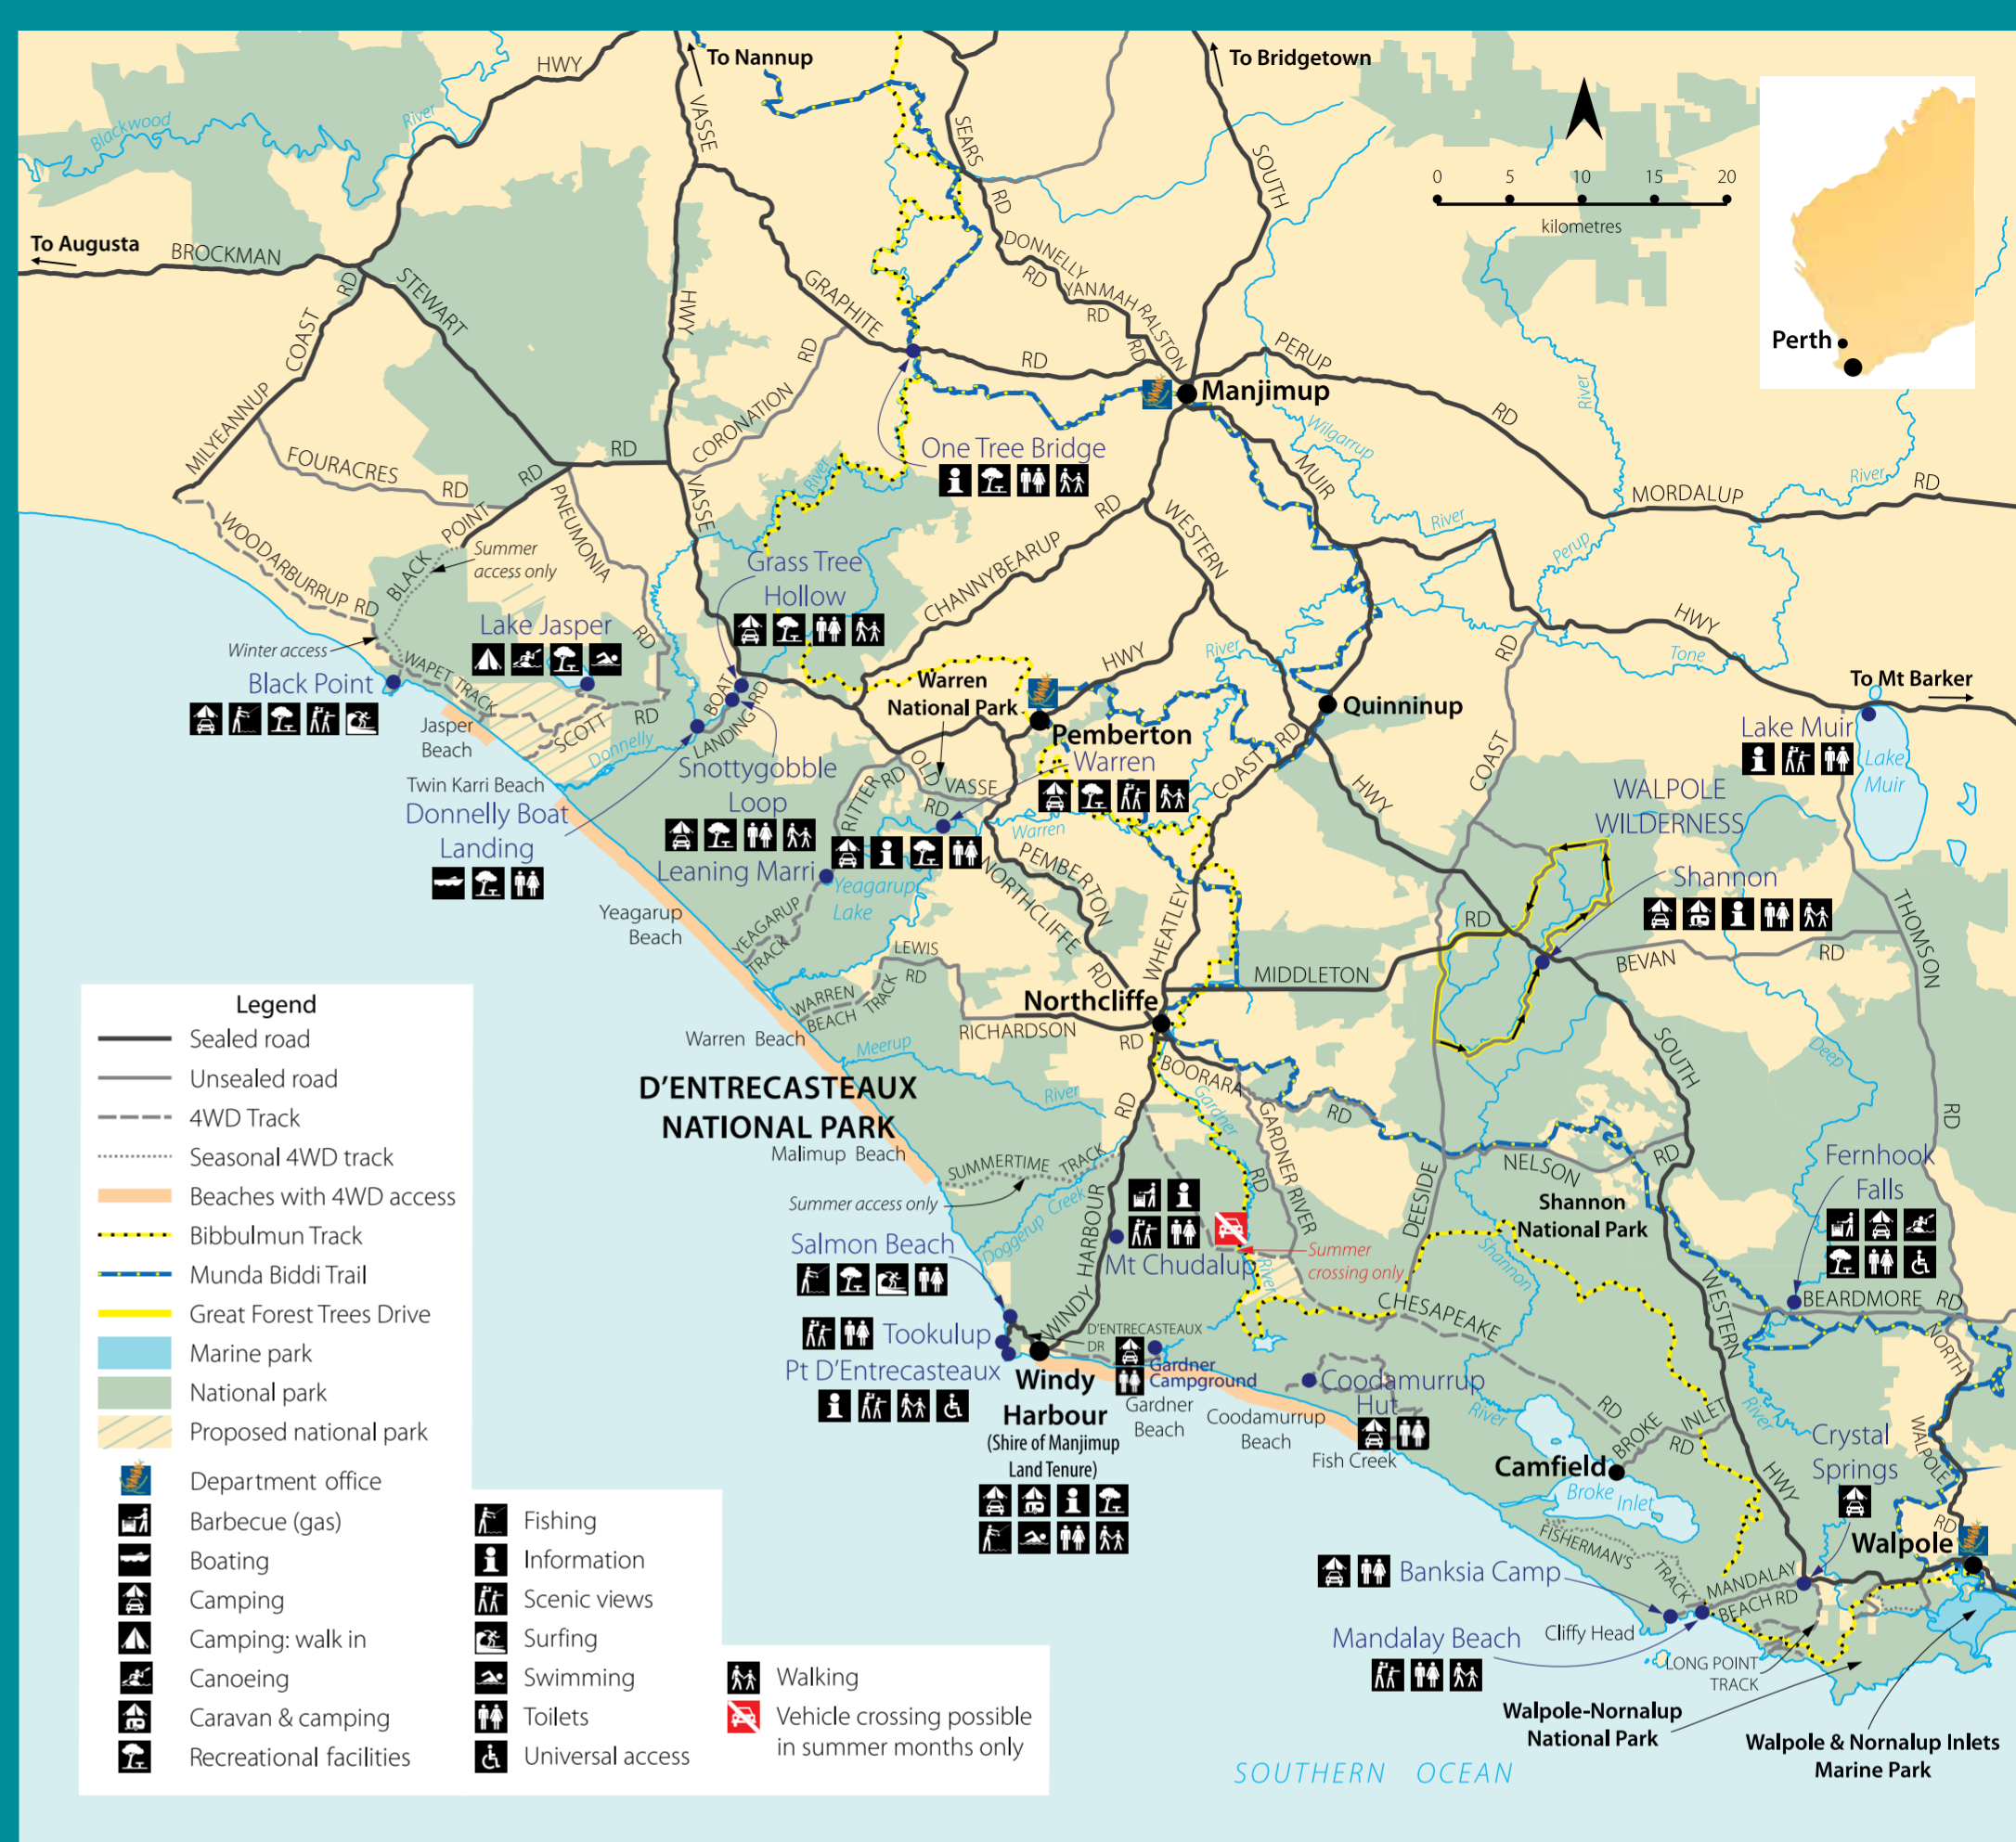 To Nannup
To Bridgetown
HWY
VASSE
SEARS
RD
SOUTH
Blackwood
River
0 5 10 15 20
kilometres
To Augusta
BROCKMAN
RD
COAST
STEWART
HWY
GRAPHITE
RD
DONNELLY
RD
YANMAH
RD
RALSTON
RD
PERUP
RD
River
Perth
Manjimup
MILYEANNUP
FOURACRES
RD
RD
RD
CORONATION
RD
One Tree Bridge
Wilgarrup
River
MUIR
MORDALUP
River
RD
WOODARBURRUP RD
BLACK
POINT
Summer
access only
PNEUMONIA
RD
VASSE
River
Grass Tree
Hollow
CHANNYBEARUP
RD
WESTERN
Perup
Winter access
Lake Jasper
Black Point
WAPET TRACK
Jasper
Beach
SCOTT
RD
Donnelly
BOAT
LANDING
RD
HWY
River
Warren
National Park
Pemberton
Quinninup
RD
COAST
HWY
Tone
To Mt Barker
Lake Muir
Lake
Muir
Twin Karri Beach
Donnelly Boat
Landing
Snottygobble
Loop
Leaning Marri
RITTER
RD
OLD
VASSE
RD
Warren
Warren
COAST
RD
HWY
WALPOLE
WILDERNESS
Shannon
Yeagarup
Lake
Yeagarup
Beach
YEAGARUP
TRACK
PEMBERTON
NORTHCLIFFE
RD
WHEATLEY
LEWIS
RD
WARREN
BEACH
TRACK
MIDDLETON
RD
BEVAN
RD
THOMSON
RD
Northcliffe
RICHARDSON
RD
Warren Beach
Meerup
River
D'ENTRECASTEAUX
NATIONAL PARK
Malimup Beach
BOORARA
RD
Gardner
River
GARDNER RIVER
RD
SOUTH
Deep
SUMMERTIME TRACK
Summer access only
Doggerup Creek
RD
WINDY HARBOUR
Mt Chudalup
Summer
crossing only
DEESIDE
NELSON
RD
Shannon
National Park
Shannon
River
Fernhook
Falls
Salmon Beach
Tookulup
Pt D'Entrecasteaux
D'ENTRECASTEAUX
DR
Windy
Harbour
(Shire of Manjimup
Land Tenure)
Gardner
Campground
Gardner
Beach
Coodamurrup
Hut
Coodamurrup
Beach
Fish Creek
CHESAPEAKE
RD
WESTERN
HWY
BEARDMORE RD
NORTH
WALPOLE
RD
River
BROKE
INLET
RD
Camfield
Broke Inlet
Crystal
Springs
Walpole
FISHERMAN'S
TRACK
MANDALAY
BEACH RD
Banksia Camp
Mandalay Beach
Cliffy Head
LONG POINT
TRACK
Walpole-Nornalup
National Park
Walpole & Nornalup Inlets
Marine Park
SOUTHERN OCEAN
Legend
Sealed road
Unsealed road
4WD Track
Seasonal 4WD track
Beaches with 4WD access
Bibbulmun Track
Munda Biddi Trail
Great Forest Trees Drive
Marine park
National park
Proposed national park
Department office
Barbecue (gas)
Boating
Camping
Camping: walk in
Canoeing
Caravan & camping
Recreational facilities
Fishing
Information
Scenic views
Surfing
Swimming
Toilets
Universal access
Walking
Vehicle crossing possible
in summer months only